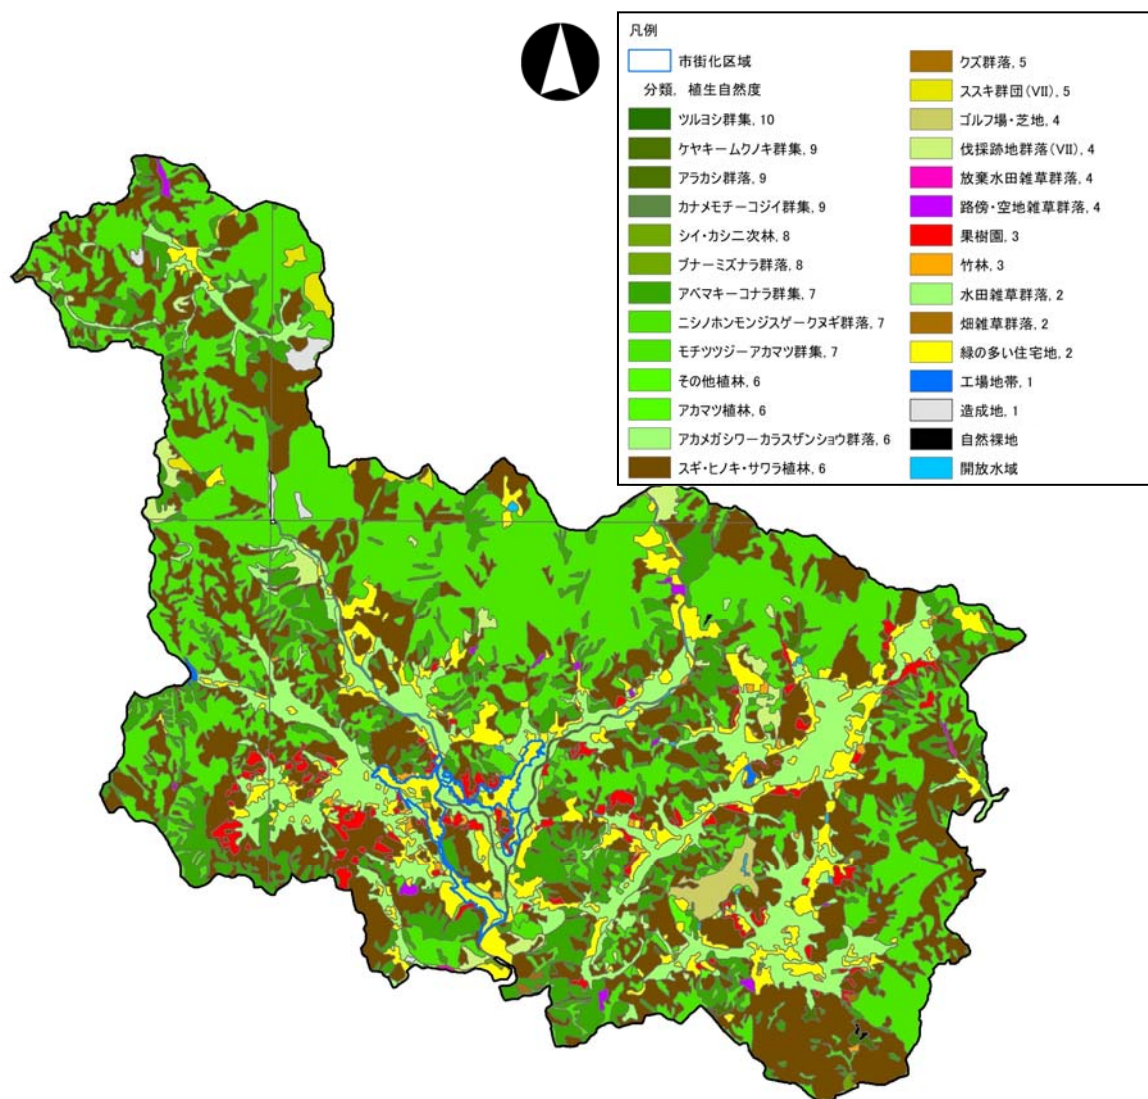 凡例
市街化区域
分類, 植生自然度
ツルヨシ群集, 10
ケヤキームクノキ群集, 9
アラカシ群落, 9
カナメモチーコジイ群集, 9
シイ・カシ二次林, 8
ブナーミズナラ群落, 8
アベマキーコナラ群集, 7
ニシノホンモンジスゲークヌギ群落, 7
モチツツジーアカマツ群集, 7
その他植林, 6
アカマツ植林, 6
アカメガシワーカラスザンショウ群落, 6
スギ・ヒノキ・サワラ植林, 6
クズ群落, 5
ススキ群団(VII), 5
ゴルフ場・芝地, 4
伐採跡地群落(VII), 4
放棄水田雑草群落, 4
路傍・空地雑草群落, 4
果樹園, 3
竹林, 3
水田雑草群落, 2
畑雑草群落, 2
緑の多い住宅地, 2
工場地帯, 1
造成地, 1
自然裸地
開放水域